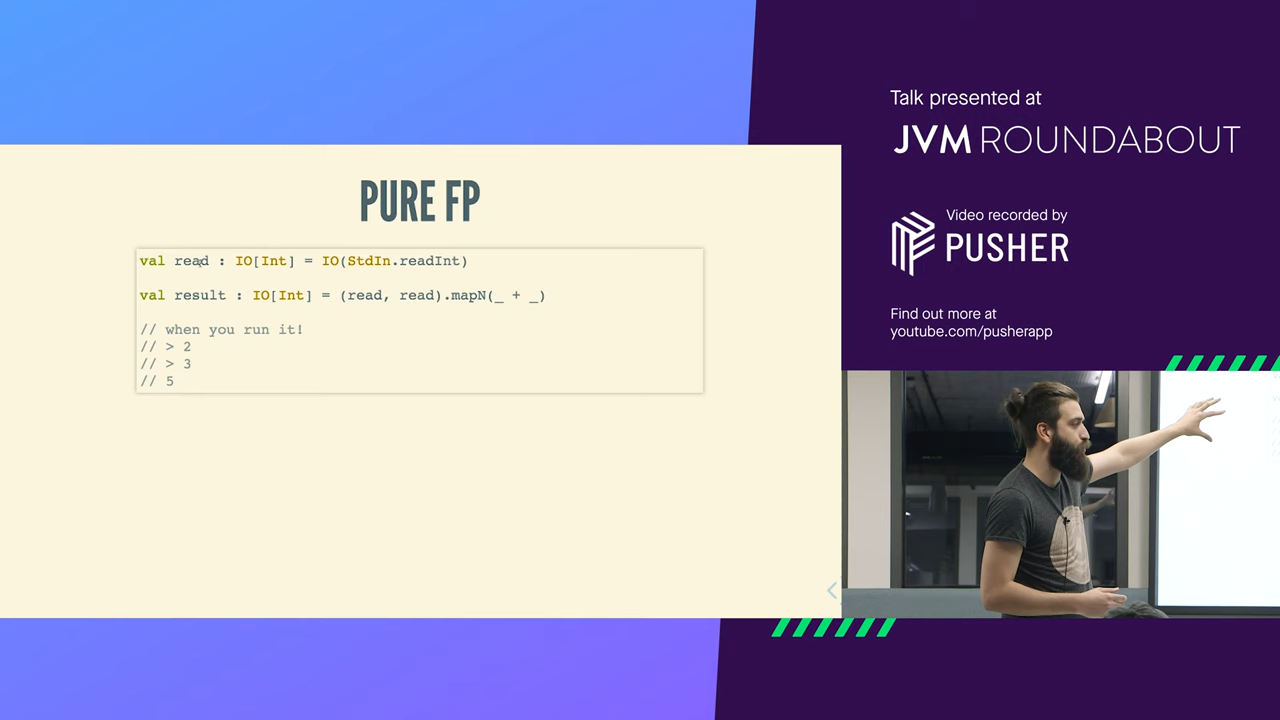 Talk presented at
JVM ROUNDABOUT
Video recorded by
PUSHER
Find out more at
youtube.com/pusherapp
PURE FP
val read : IO[Int] = IO(StdIn.readInt)
val result : IO[Int] = (read, read).mapN(_ + _)
// when you run it!
// > 2
// > 3
// 5